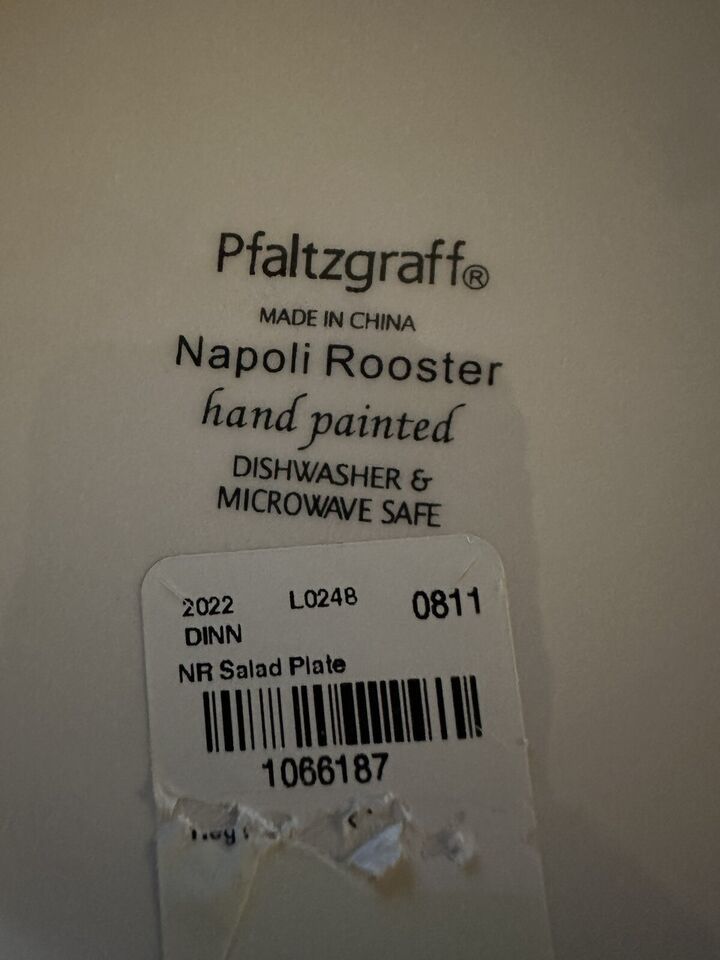 Pfaltzgraff®
MADE IN CHINA
Napoli Rooster
hand painted
DISHWASHER &
MICROWAVE SAFE
2022 L0248 0811
DINN
NR Salad Plate
1066187